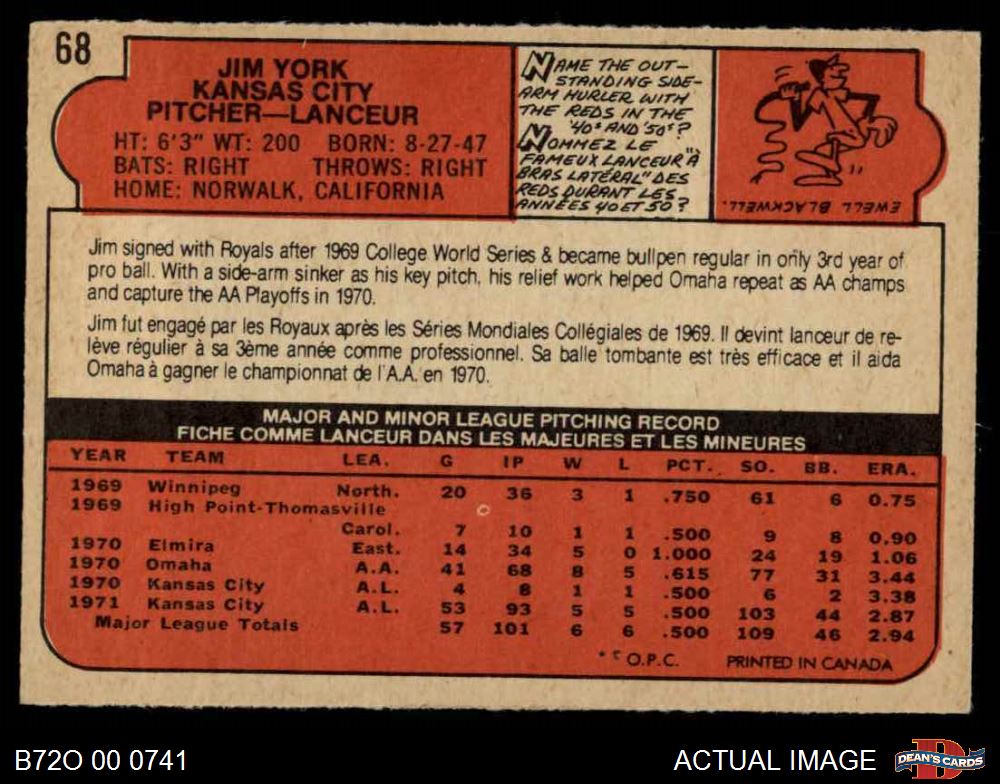 68
JIM YORK
KANSAS CITY
PITCHER—LANCEUR
HT: 6'3" WT: 200 BORN: 8-27-47
BATS: RIGHT THROWS: RIGHT
HOME: NORWALK, CALIFORNIA
NAME THE OUT-
STANDING SIDE-
ARM HURLER WITH
THE REDS IN THE
'40s AND '50s?
NOMMEZ LE
FAMEUX LANCEUR "À
BRAS LATÉRAL" DES
REDS DURANT LES
ANNÉES 40 ET 50?
EWELL BLACKWELL
Jim signed with Royals after 1969 College World Series & became bullpen regular in only 3rd year of
pro ball. With a side-arm sinker as his key pitch, his relief work helped Omaha repeat as AA champs
and capture the AA Playoffs in 1970.
Jim fut engagé par les Royaux après les Séries Mondiales Collégiales de 1969. Il devint lanceur de re-
lève régulier à sa 3ème année comme professionnel. Sa balle tombante est très efficace et il aida
Omaha à gagner le championnat de l'A.A. en 1970.
MAJOR AND MINOR LEAGUE PITCHING RECORD
FICHE COMME LANCEUR DANS LES MAJEURES ET LES MINEURES
YEAR TEAM LEA. G IP W L PCT. SO. BB. ERA.
1969 Winnipeg North. 20 36 3 1 .750 61 6 0.75
1969 High Point-Thomasville
Carol. 7 10 1 1 .500 9 8 0.90
1970 Elmira East. 14 34 5 0 1.000 24 19 1.06
1970 Omaha A.A. 41 68 8 5 .615 77 31 3.44
1970 Kansas City A.L. 4 8 1 1 .500 6 2 3.38
1971 Kansas City A.L. 53 93 5 5 .500 103 44 2.87
Major League Totals 57 101 6 6 .500 109 46 2.94
O.P.C. PRINTED IN CANADA
B72O 00 0741
ACTUAL IMAGE
DEAN'S CARDS